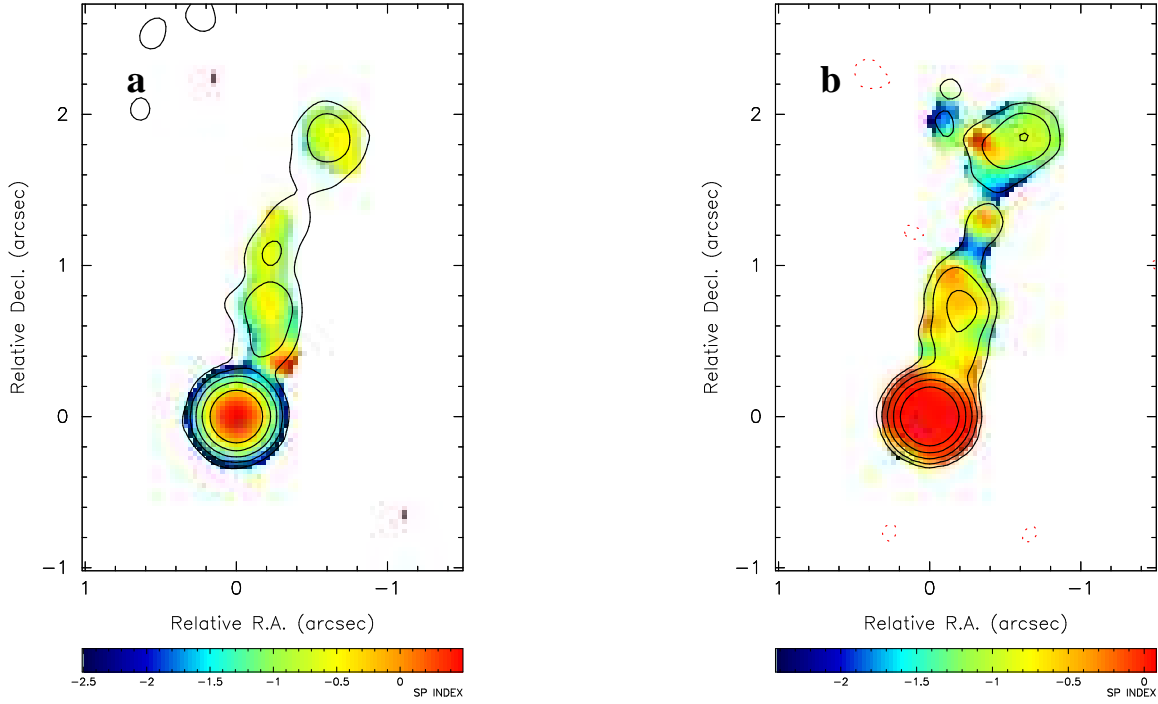 a
b
Relative Decl. (arcsec)
2
1
0
−1
1 0 −1
Relative R.A. (arcsec)
−2.5 −2 −1.5 −1 −0.5 0
SP INDEX
Relative Decl. (arcsec)
2
1
0
−1
1 0 −1
Relative R.A. (arcsec)
−2 −1.5 −1 −0.5 0
SP INDEX